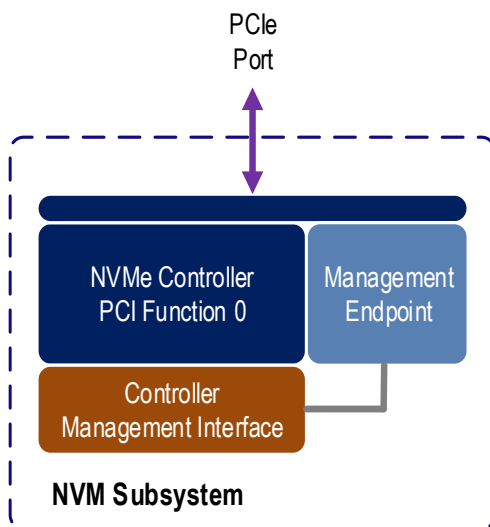 PCIe
Port
NVMe Controller
PCI Function 0
Management
Endpoint
Controller
Management Interface
NVM Subsystem